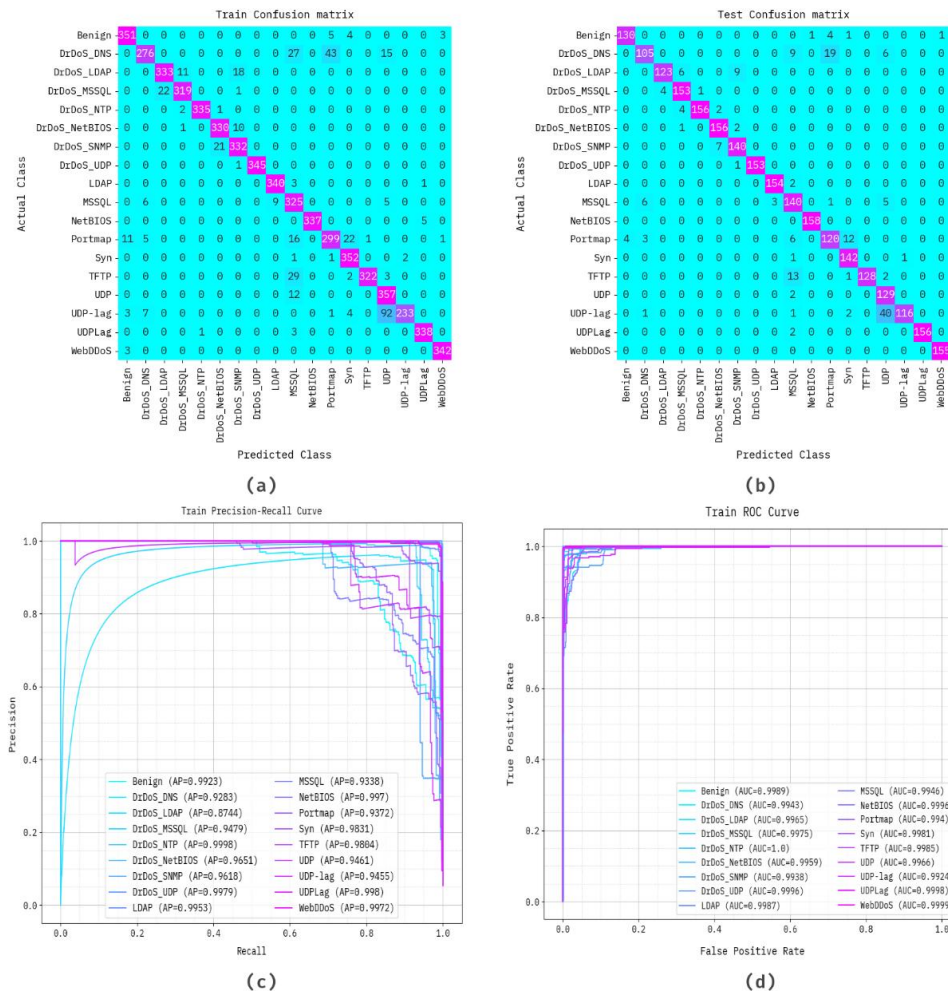 Train Confusion matrix
Actual Class
Benign 351 0 0 0 0 0 0 0 0 0 0 5 4 0 0 0 0 3
DrDoS_DNS 0 276 0 0 0 0 0 0 0 27 0 43 0 0 15 0 0 0
DrDoS_LDAP 0 0 333 11 0 0 18 0 0 0 0 0 0 0 0 0 0 0
DrDoS_MSSQL 0 0 22 319 0 0 0 0 0 0 0 0 0 0 0 0 0 0
DrDoS_NTP 0 0 0 2 335 1 0 0 0 0 0 0 0 0 0 0 0 0
DrDoS_NetBIOS 0 0 0 1 0 330 10 0 0 0 0 0 0 0 0 0 0 0
DrDoS_SNMP 0 0 0 0 0 21 332 0 0 0 0 0 0 0 0 0 0 0
DrDoS_UDP 0 0 0 0 0 0 1 345 0 0 0 0 0 0 0 0 0 0
LDAP 0 0 0 0 0 0 0 0 340 3 0 0 0 0 0 0 1 0
MSSQL 0 6 0 0 0 0 0 0 9 325 0 0 0 0 5 0 0 0
NetBIOS 0 0 0 0 0 0 0 0 0 0 337 0 0 0 0 0 5 0
Portmap 11 5 0 0 0 0 0 0 0 16 0 299 22 1 0 0 0 1
Syn 0 0 0 0 0 0 0 0 0 1 0 1 352 0 0 2 0 0
TFTP 0 0 0 0 0 0 0 0 0 29 0 0 2 322 3 0 0 0
UDP 0 0 0 0 0 0 0 0 0 12 0 0 0 0 357 0 0 0
UDP-lag 3 7 0 0 0 0 0 0 0 0 0 1 4 0 92 233 0 0
UDPLag 0 0 0 0 1 0 0 0 0 3 0 0 0 0 0 0 338 0
WebDDoS 3 0 0 0 0 0 0 0 0 0 0 0 0 0 0 0 0 342
Benign DrDoS_DNS DrDoS_LDAP DrDoS_MSSQL DrDoS_NTP DrDoS_NetBIOS DrDoS_SNMP DrDoS_UDP LDAP MSSQL NetBIOS Portmap Syn TFTP UDP UDP-lag UDPLag WebDDoS
Predicted Class
(a)
Test Confusion matrix
Actual Class
Benign 130 0 0 0 0 0 0 0 0 0 1 4 1 0 0 0 0 1
DrDoS_DNS 0 105 0 0 0 0 0 0 0 9 0 19 0 0 6 0 0 0
DrDoS_LDAP 0 0 123 6 0 0 9 0 0 0 0 0 0 0 0 0 0 0
DrDoS_MSSQL 0 0 4 153 1 0 0 0 0 0 0 0 0 0 0 0 0 0
DrDoS_NTP 0 0 0 4 156 2 0 0 0 0 0 0 0 0 0 0 0 0
DrDoS_NetBIOS 0 0 0 1 0 156 2 0 0 0 0 0 0 0 0 0 0 0
DrDoS_SNMP 0 0 0 0 0 7 140 0 0 0 0 0 0 0 0 0 0 0
DrDoS_UDP 0 0 0 0 0 0 1 153 0 0 0 0 0 0 0 0 0 0
LDAP 0 0 0 0 0 0 0 0 154 2 0 0 0 0 0 0 0 0
MSSQL 0 6 0 0 0 0 0 0 3 140 0 1 0 0 5 0 0 0
NetBIOS 0 0 0 0 0 0 0 0 0 0 158 0 0 0 0 0 0 0
Portmap 4 3 0 0 0 0 0 0 0 6 0 120 12 0 0 0 0 0
Syn 0 0 0 0 0 0 0 0 0 1 0 0 142 0 0 1 0 0
TFTP 0 0 0 0 0 0 0 0 0 13 0 0 1 128 2 0 0 0
UDP 0 0 0 0 0 0 0 0 0 2 0 0 0 0 129 0 0 0
UDP-lag 0 1 0 0 0 0 0 0 0 0 0 0 2 0 40 116 0 0
UDPLag 0 0 0 0 0 0 0 0 0 2 0 0 0 0 0 0 156 0
WebDDoS 0 0 0 0 0 0 0 0 0 0 0 0 0 0 0 0 0 155
Benign DrDoS_DNS DrDoS_LDAP DrDoS_MSSQL DrDoS_NTP DrDoS_NetBIOS DrDoS_SNMP DrDoS_UDP LDAP MSSQL NetBIOS Portmap Syn TFTP UDP UDP-lag UDPLag WebDDoS
Predicted Class
(b)
Train Precision-Recall Curve
Precision
1.0
0.8
0.6
0.4
0.2
0.0
Benign (AP=0.9923)
DrDoS_DNS (AP=0.9283)
DrDoS_LDAP (AP=0.8744)
DrDoS_MSSQL (AP=0.9479)
DrDoS_NTP (AP=0.9998)
DrDoS_NetBIOS (AP=0.9651)
DrDoS_SNMP (AP=0.9618)
DrDoS_UDP (AP=0.9979)
LDAP (AP=0.9953)
MSSQL (AP=0.9338)
NetBIOS (AP=0.997)
Portmap (AP=0.9372)
Syn (AP=0.9831)
TFTP (AP=0.9804)
UDP (AP=0.9461)
UDP-lag (AP=0.9455)
UDPLag (AP=0.998)
WebDDoS (AP=0.9972)
0.0 0.2 0.4 0.6 0.8 1.0
Recall
(c)
Train ROC Curve
True Positive Rate
1.0
0.8
0.6
0.4
0.2
0.0
Benign (AUC=0.9989)
DrDoS_DNS (AUC=0.9943)
DrDoS_LDAP (AUC=0.9965)
DrDoS_MSSQL (AUC=0.9975)
DrDoS_NTP (AUC=1.0)
DrDoS_NetBIOS (AUC=0.9959)
DrDoS_SNMP (AUC=0.9938)
DrDoS_UDP (AUC=0.9996)
LDAP (AUC=0.9987)
MSSQL (AUC=0.9946)
NetBIOS (AUC=0.9996)
Portmap (AUC=0.994)
Syn (AUC=0.9981)
TFTP (AUC=0.9985)
UDP (AUC=0.9966)
UDP-lag (AUC=0.9924)
UDPLag (AUC=0.9998)
WebDDoS (AUC=0.9999)
0.0 0.2 0.4 0.6 0.8 1.0
False Positive Rate
(d)